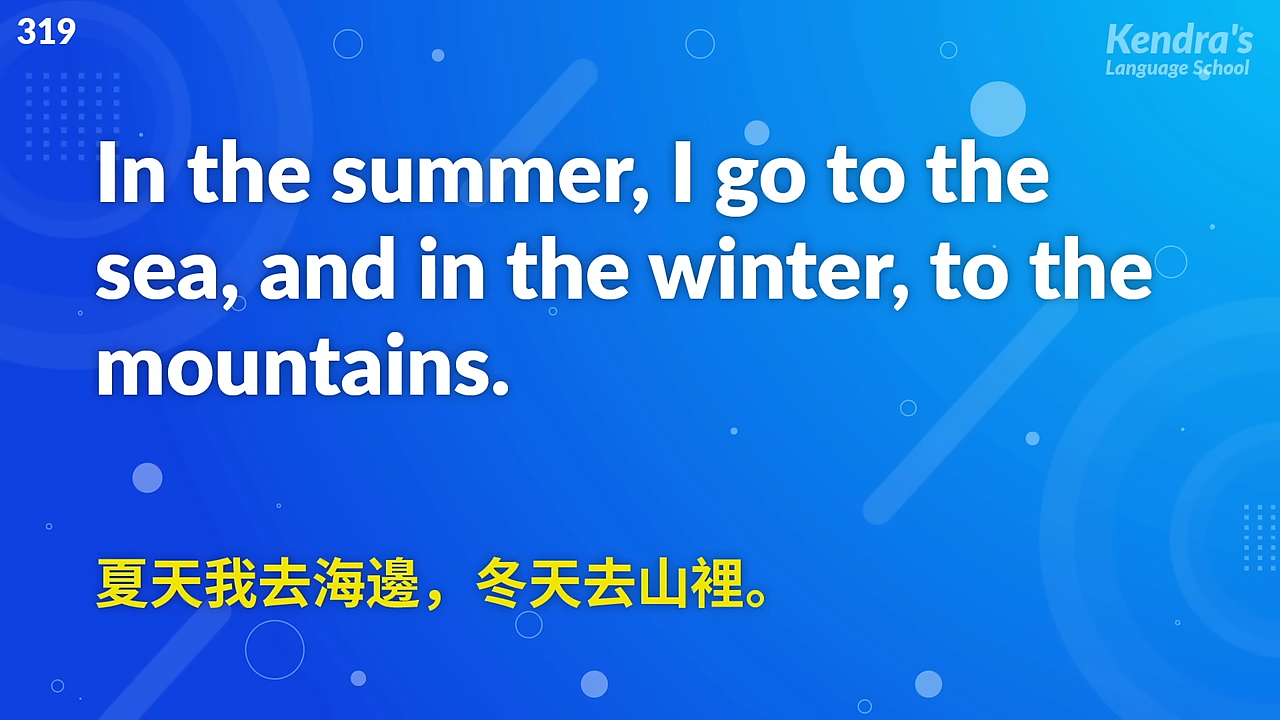 319
Kendra's
Language School
In the summer, I go to the
sea, and in the winter, to the
mountains.
夏天我去海邊，冬天去山裡。